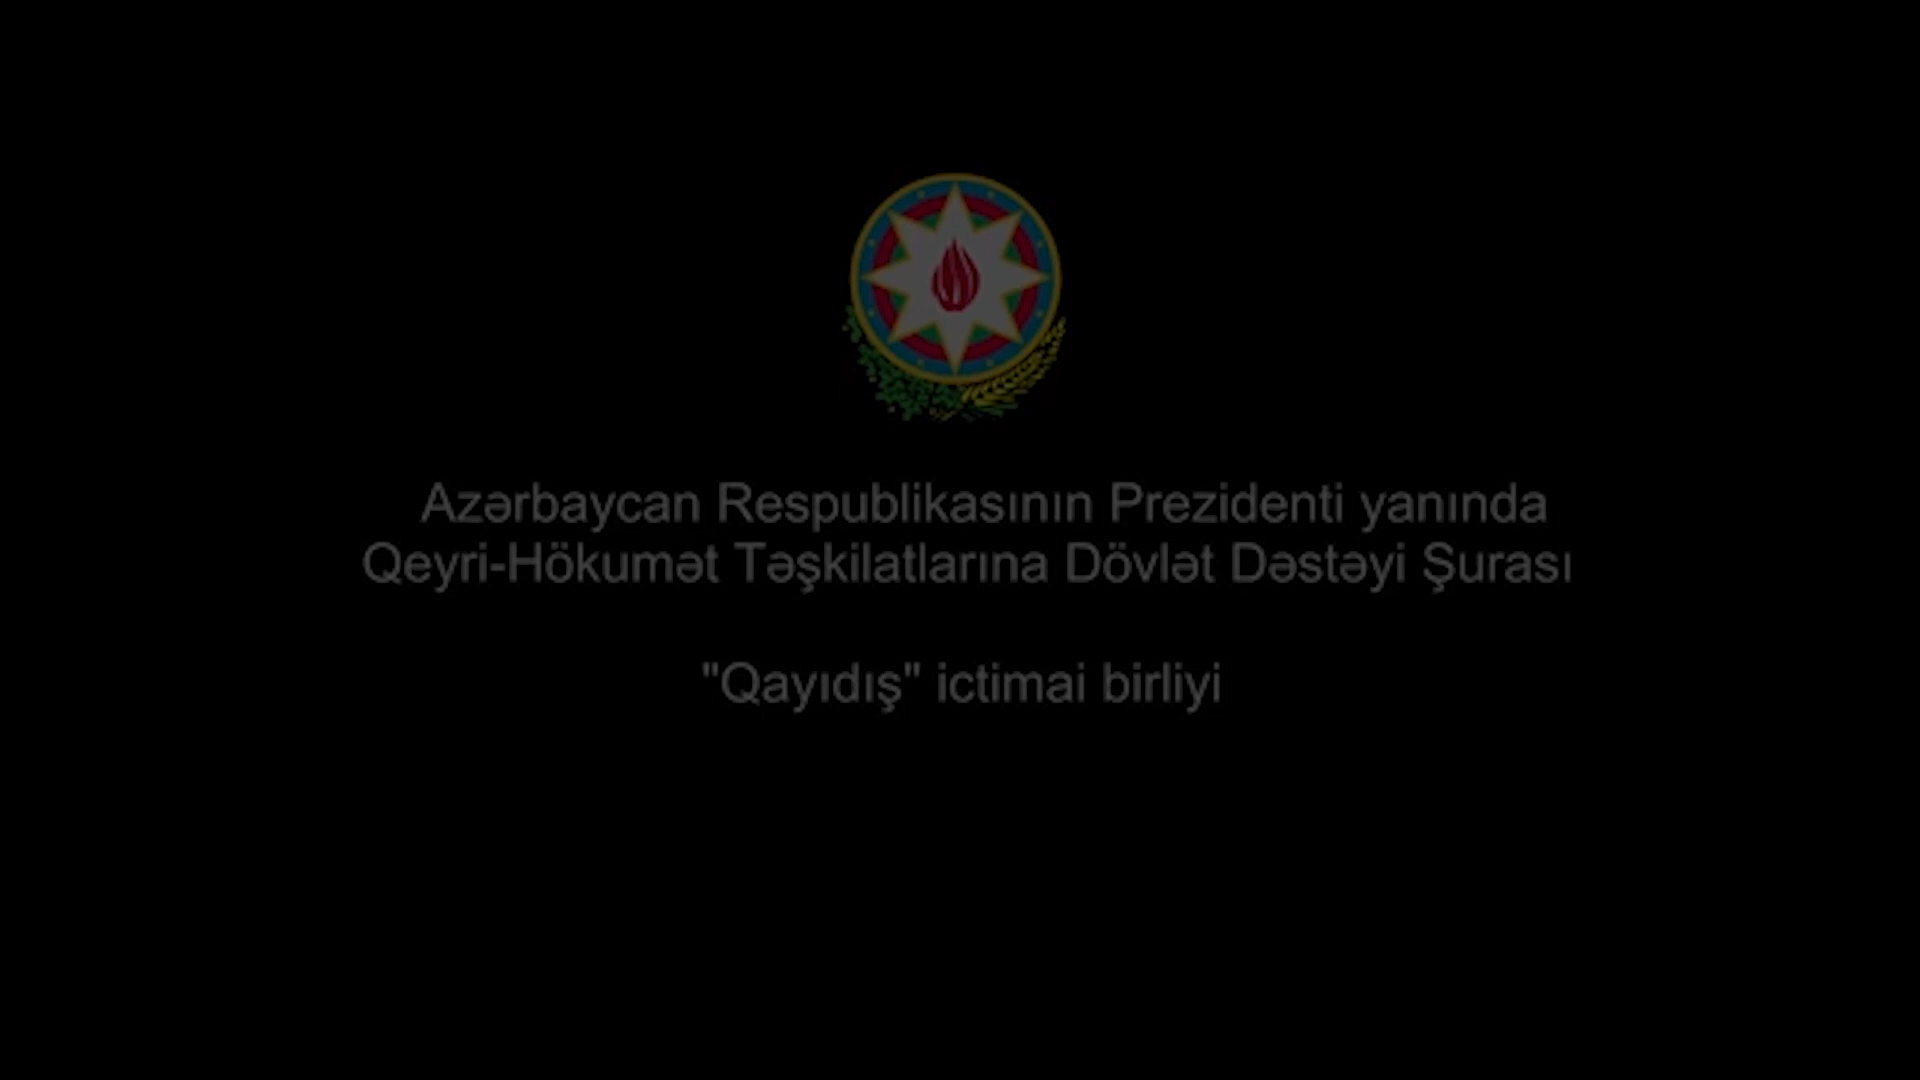 Azərbaycan Respublikasının Prezidenti yanında
Qeyri-Hökumət Təşkilatlarına Dövlət Dəstəyi Şurası
"Qayıdış" ictimai birliyi